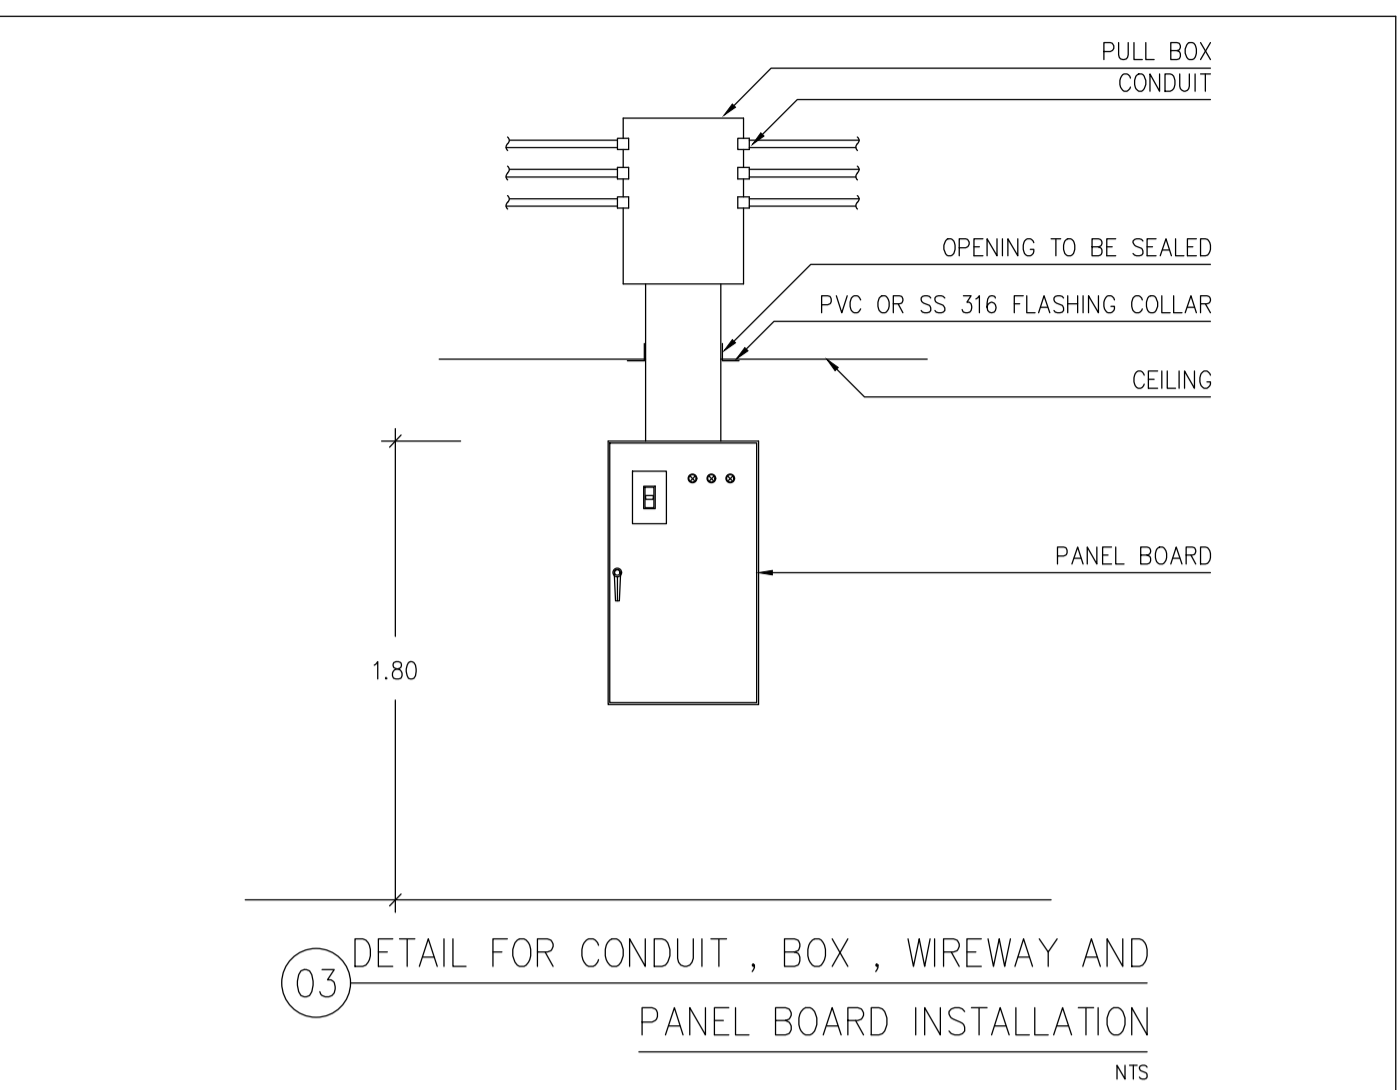 PULL BOX
CONDUIT
OPENING TO BE SEALED
PVC OR SS 316 FLASHING COLLAR
CEILING
PANEL BOARD
1.80
03
DETAIL FOR CONDUIT , BOX , WIREWAY AND
PANEL BOARD INSTALLATION
NTS